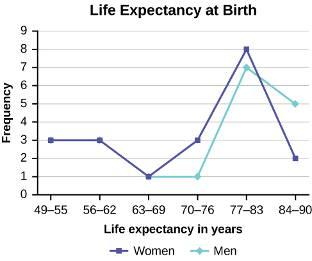 Life Expectancy at Birth
9
8
7
6
5
4
3
2
1
0
Frequency
49–55 56–62 63–69 70–76 77–83 84–90
Life expectancy in years
Women Men